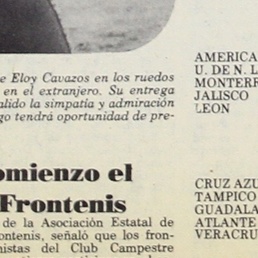 e Eloy Cavazos en los ruedos
en el extranjero. Su entrega
alido la simpatía y admiración
go tendrá oportunidad de pre-
omienzo el
Frontenis
de la Asociación Estatal de
ontenis, señaló que los fron-
nistas del Club Campestre
AMERICA
U. DE N. L
MONTERR
JALISCO
LEON
CRUZ AZU
TAMPICO
GUADALA
ATLANTE
VERACRU